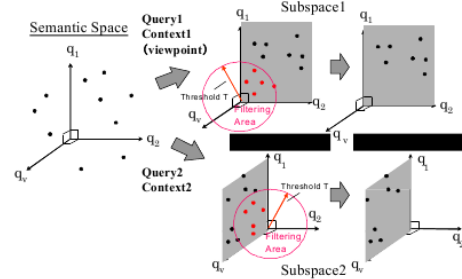 Semantic Space
Query1
Context1
(viewpoint)
Subspace1
q1
q1
q1
Threshold T
Filtering
Area
q2
q2
q2
qv
qv
qv
Query2
Context2
q1
q1
Threshold T
q2
Filtering
Area
qv
qv
Subspace2